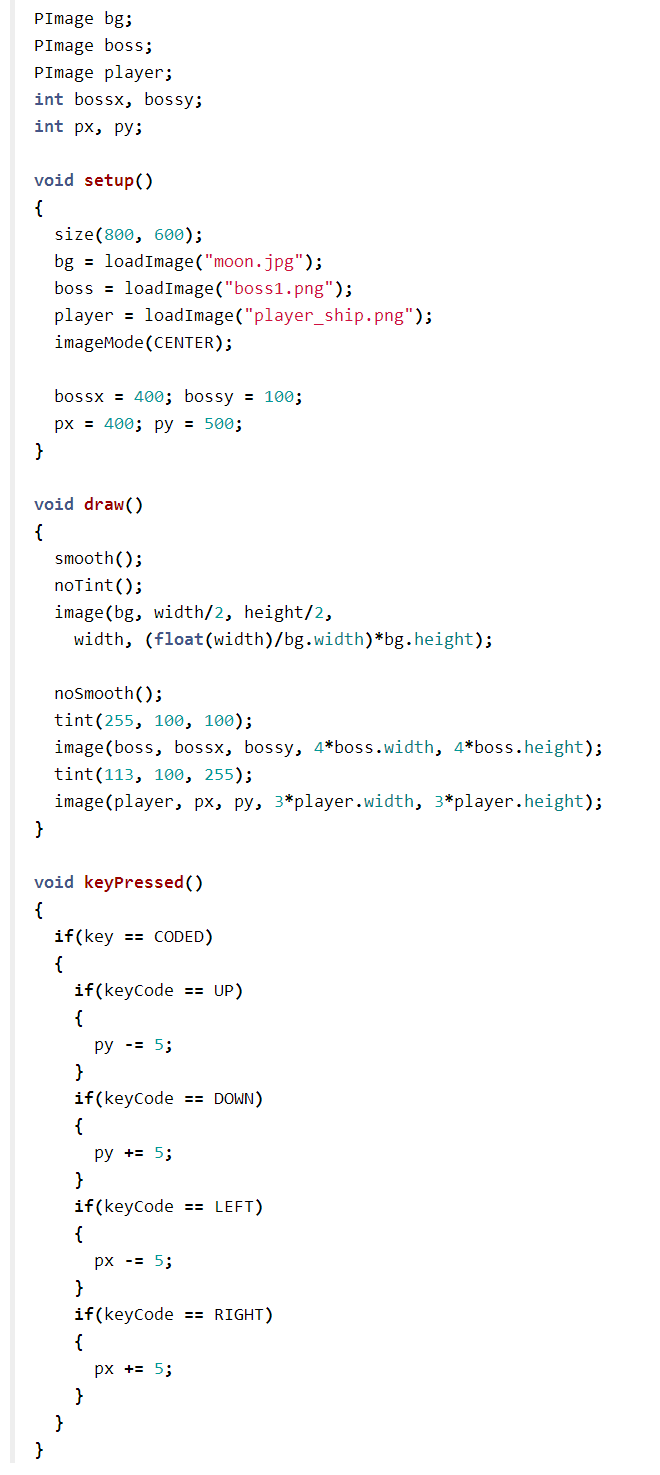 PImage bg;
PImage boss;
PImage player;
int bossx, bossy;
int px, py;

void setup()
{
  size(800, 600);
  bg = loadImage("moon.jpg");
  boss = loadImage("boss1.png");
  player = loadImage("player_ship.png");
  imageMode(CENTER);

  bossx = 400; bossy = 100;
  px = 400; py = 500;
}

void draw()
{
  smooth();
  noTint();
  image(bg, width/2, height/2,
    width, (float(width)/bg.width)*bg.height);

  noSmooth();
  tint(255, 100, 100);
  image(boss, bossx, bossy, 4*boss.width, 4*boss.height);
  tint(113, 100, 255);
  image(player, px, py, 3*player.width, 3*player.height);
}

void keyPressed()
{
  if(key == CODED)
  {
    if(keyCode == UP)
    {
      py -= 5;
    }
    if(keyCode == DOWN)
    {
      py += 5;
    }
    if(keyCode == LEFT)
    {
      px -= 5;
    }
    if(keyCode == RIGHT)
    {
      px += 5;
    }
  }
}